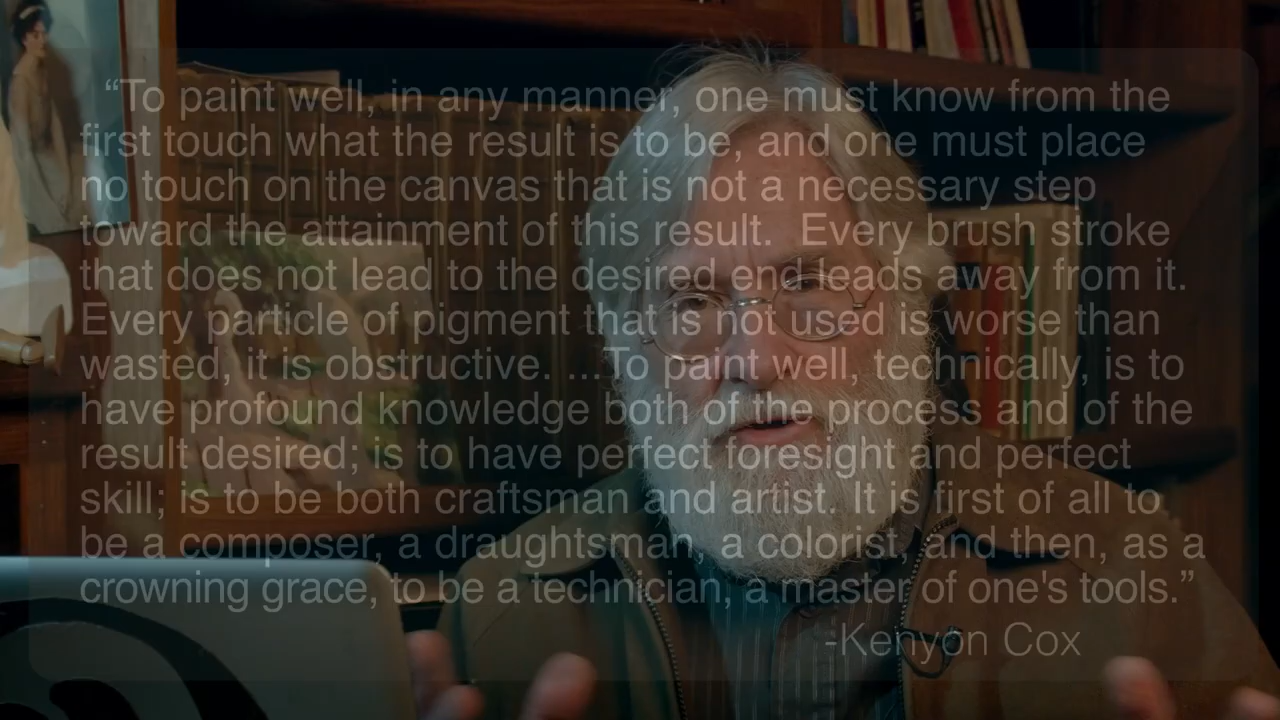 “To paint well, in any manner, one must know from the
first touch what the result is to be, and one must place
no touch on the canvas that is not a necessary step
toward the attainment of this result.  Every brush stroke
that does not lead to the desired end leads away from it.
Every particle of pigment that is not used is worse than
wasted, it is obstructive. ... To paint well, technically, is to
have profound knowledge both of the process and of the
result desired; is to have perfect foresight and perfect
skill; is to be both craftsman and artist. It is first of all to
be a composer, a draughtsman, a colorist, and then, as a
crowning grace, to be a technician, a master of one's tools.”
-Kenyon Cox